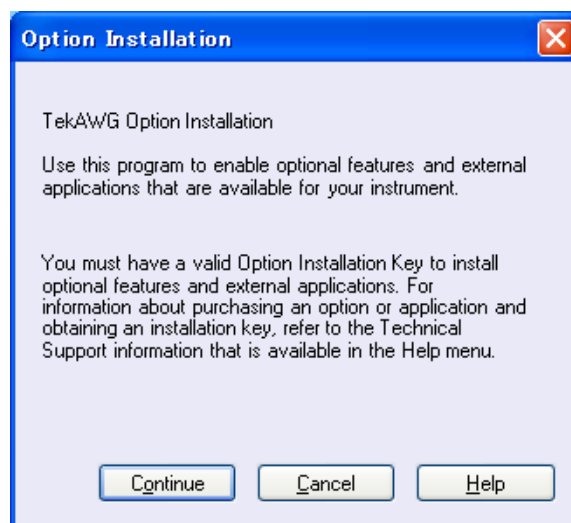 Option Installation
TekAWG Option Installation
Use this program to enable optional features and external
applications that are available for your instrument.
You must have a valid Option Installation Key to install
optional features and external applications. For
information about purchasing an option or application and
obtaining an installation key, refer to the Technical
Support information that is available in the Help menu.
Continue Cancel Help